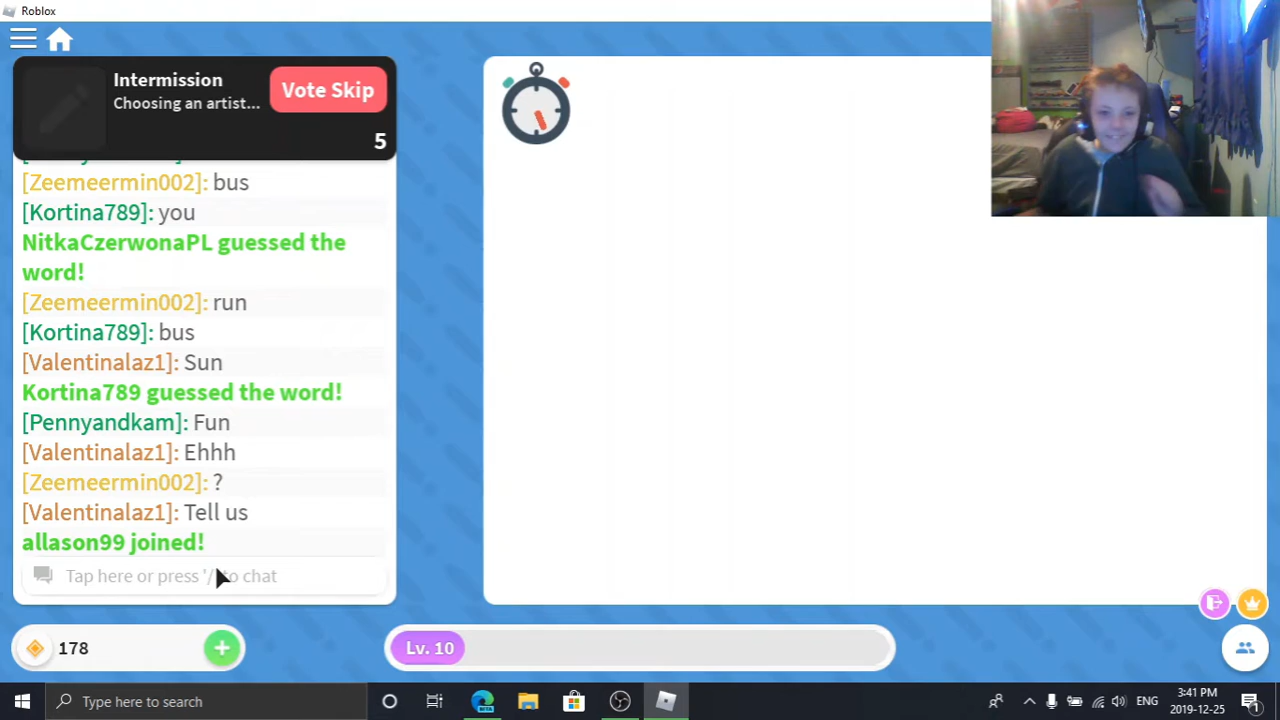 Roblox
Intermission
Choosing an artist...
Vote Skip
5
[Zeemeermin002]: bus
[Kortina789]: you
NitkaCzerwonaPL guessed the
word!
[Zeemeermin002]: run
[Kortina789]: bus
[Valentinalaz1]: Sun
Kortina789 guessed the word!
[Pennyandkam]: Fun
[Valentinalaz1]: Ehhh
[Zeemeermin002]: ?
[Valentinalaz1]: Tell us
allason99 joined!
Tap here or press '/' to chat
178
Lv. 10
Type here to search
ENG
3:41 PM
2019-12-25
1